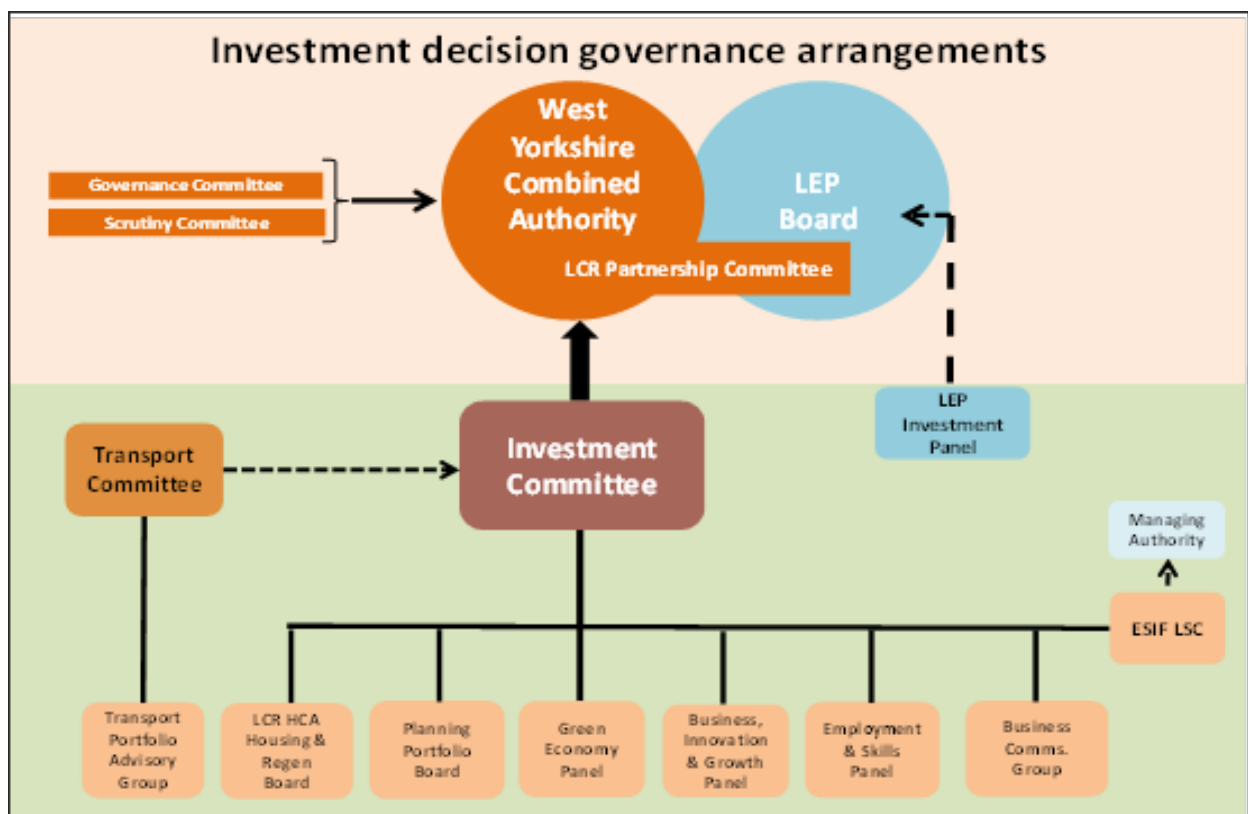 Investment decision governance arrangements
West
Yorkshire
Combined
Authority
LEP
Board
Governance Committee
Scrutiny Committee
LCR Partnership Committee
LEP
Investment
Panel
Transport
Committee
Investment
Committee
Managing
Authority
ESIF LSC
Transport
Portfolio
Advisory
Group
LCR HCA
Housing &
Regen
Board
Planning
Portfolio
Board
Green
Economy
Panel
Business,
Innovation
& Growth
Panel
Employment
& Skills
Panel
Business
Comms.
Group